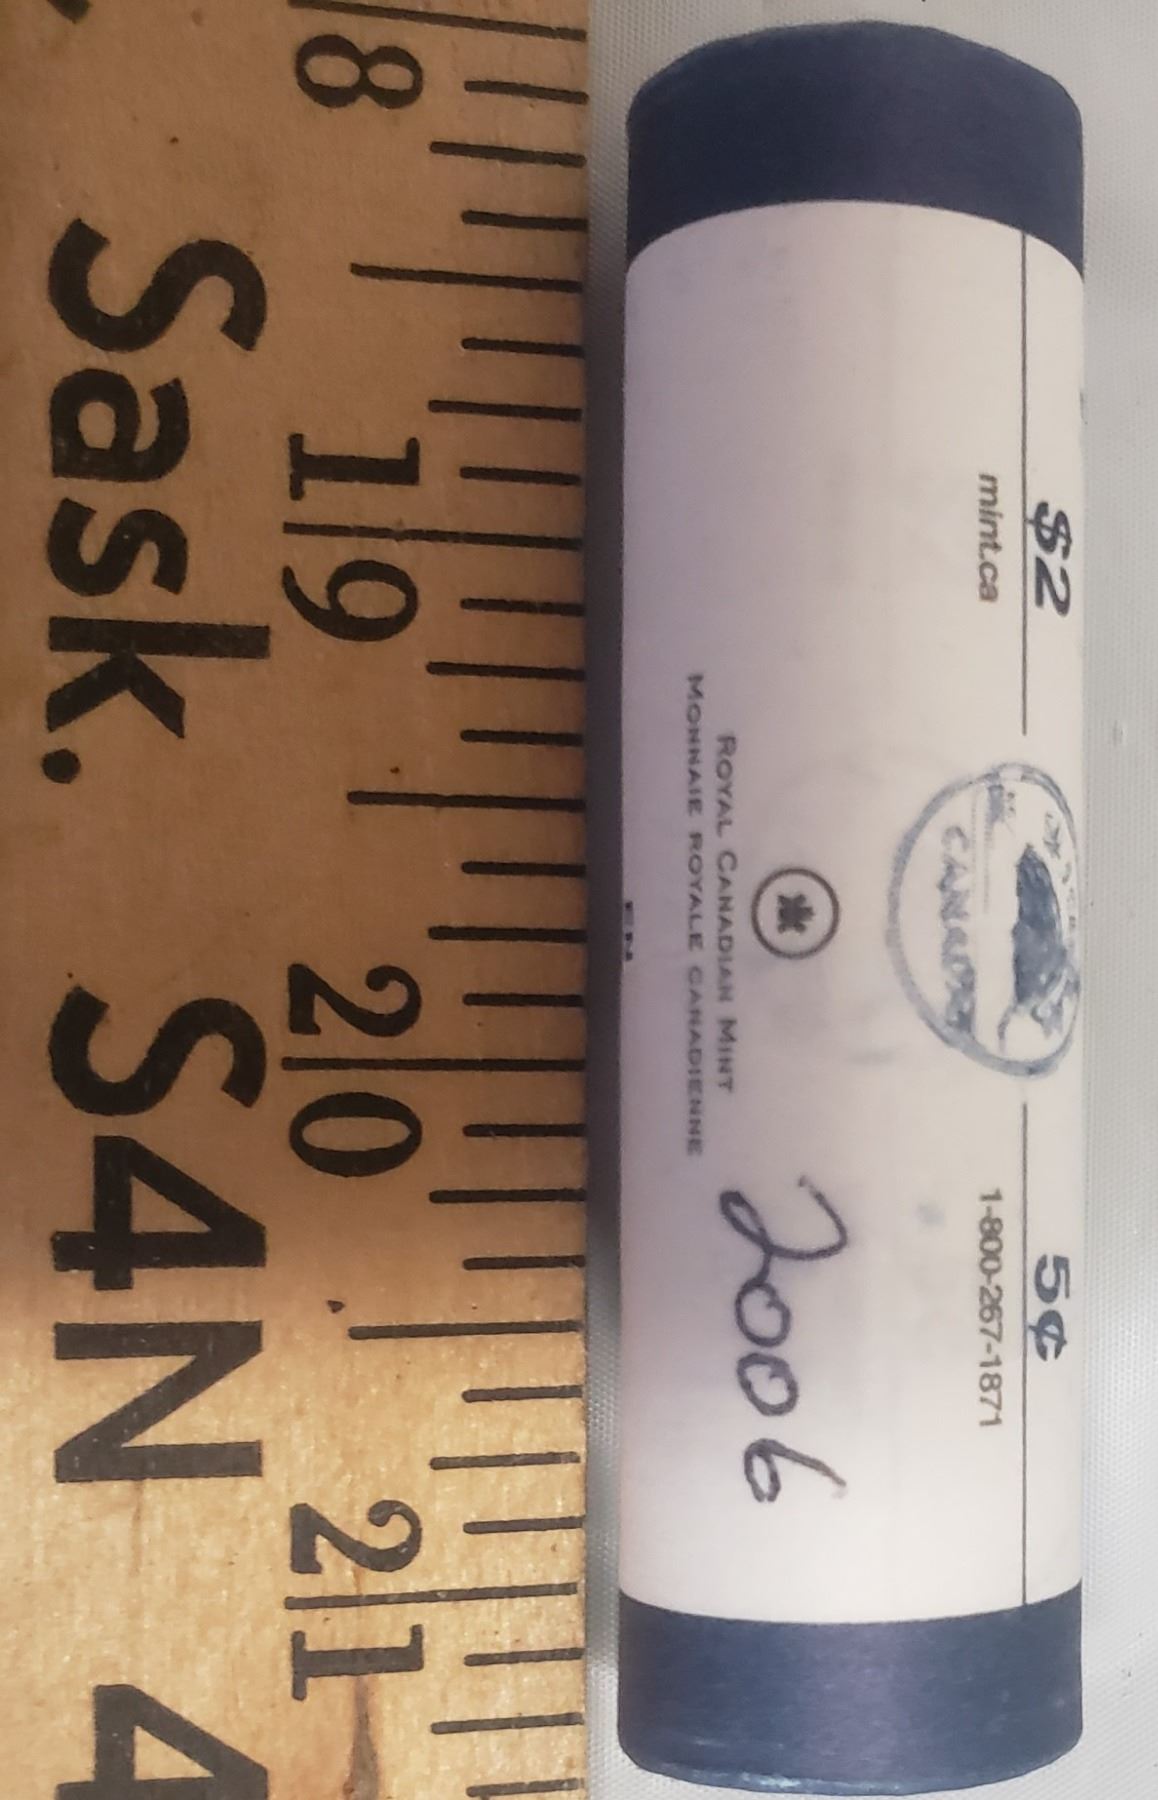 8
19
20
21
Sask. S4N 4
$2
5¢
mint.ca
1-800-267-1871
CANADA
ROYAL CANADIAN MINT
MONNAIE ROYALE CANADIENNE
2006